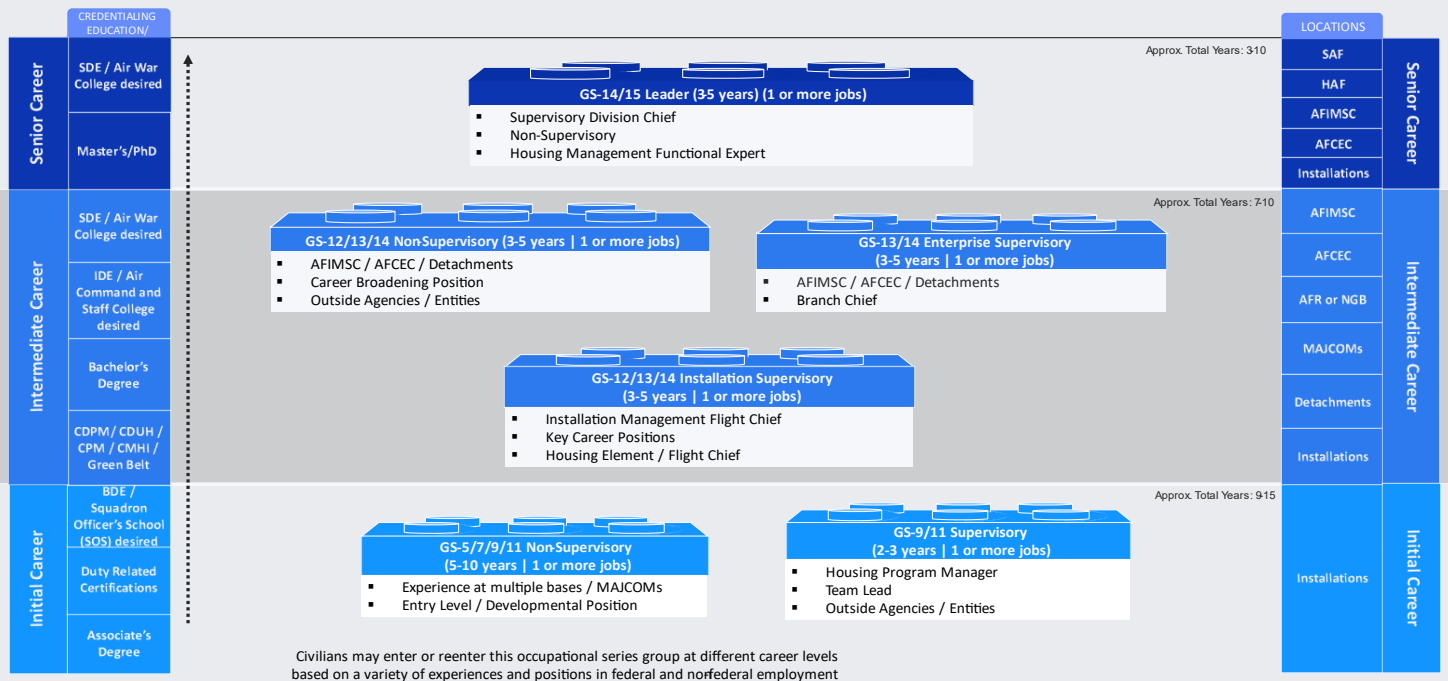 CREDENTIALING
EDUCATION/
LOCATIONS
Senior Career
SDE / Air War
College desired
Master's/PhD
Approx. Total Years: 3-10
GS-14/15 Leader (3-5 years) (1 or more jobs)
▪ Supervisory Division Chief
▪ Non-Supervisory
▪ Housing Management Functional Expert
SAF
HAF
AFIMSC
AFCEC
Installations
Senior Career
Intermediate Career
SDE / Air War
College desired
IDE / Air
Command and
Staff College
desired
Bachelor's
Degree
CDPM/ CDUH /
CPM / CMHI /
Green Belt
Approx. Total Years: 7-10
GS-12/13/14 Non-Supervisory (3-5 years | 1 or more jobs)
▪ AFIMSC / AFCEC / Detachments
▪ Career Broadening Position
▪ Outside Agencies / Entities
GS-13/14 Enterprise Supervisory
(3-5 years | 1 or more jobs)
▪ AFIMSC / AFCEC / Detachments
▪ Branch Chief
GS-12/13/14 Installation Supervisory
(3-5 years | 1 or more jobs)
▪ Installation Management Flight Chief
▪ Key Career Positions
▪ Housing Element / Flight Chief
AFIMSC
AFCEC
AFR or NGB
MAJCOMs
Detachments
Installations
Intermediate Career
Initial Career
BDE /
Squadron
Officer's School
(SOS) desired
Duty Related
Certifications
Associate's
Degree
Approx. Total Years: 9-15
GS-5/7/9/11 Non-Supervisory
(5-10 years | 1 or more jobs)
▪ Experience at multiple bases / MAJCOMs
▪ Entry Level / Developmental Position
GS-9/11 Supervisory
(2-3 years | 1 or more jobs)
▪ Housing Program Manager
▪ Team Lead
▪ Outside Agencies / Entities
Installations
Initial Career
Civilians may enter or reenter this occupational series group at different career levels
based on a variety of experiences and positions in federal and nonfederal employment